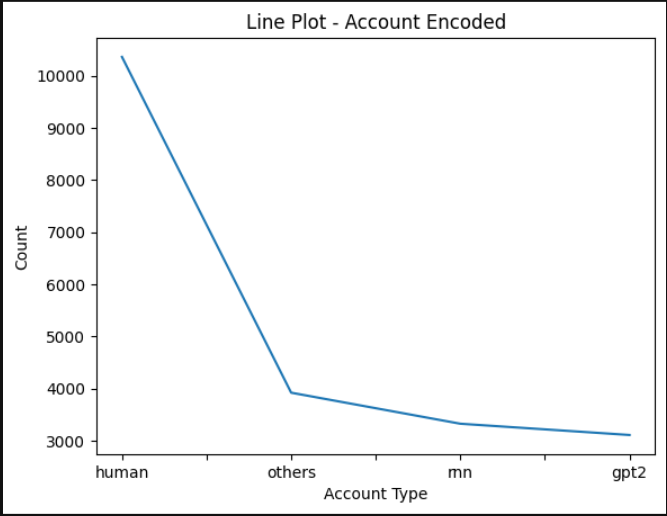 Line Plot - Account Encoded
10000
9000
8000
7000
6000
5000
4000
3000
Count
human others rnn gpt2
Account Type